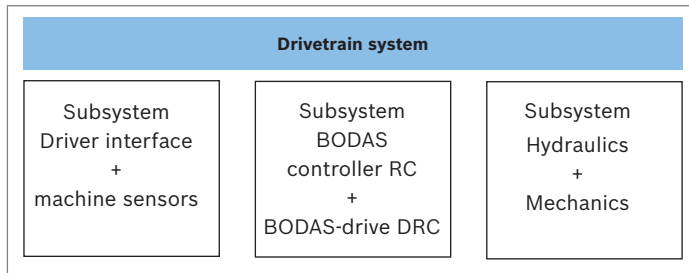 Drivetrain system
Subsystem
Driver interface
+
machine sensors
Subsystem
BODAS
controller RC
+
BODAS-drive DRC
Subsystem
Hydraulics
+
Mechanics